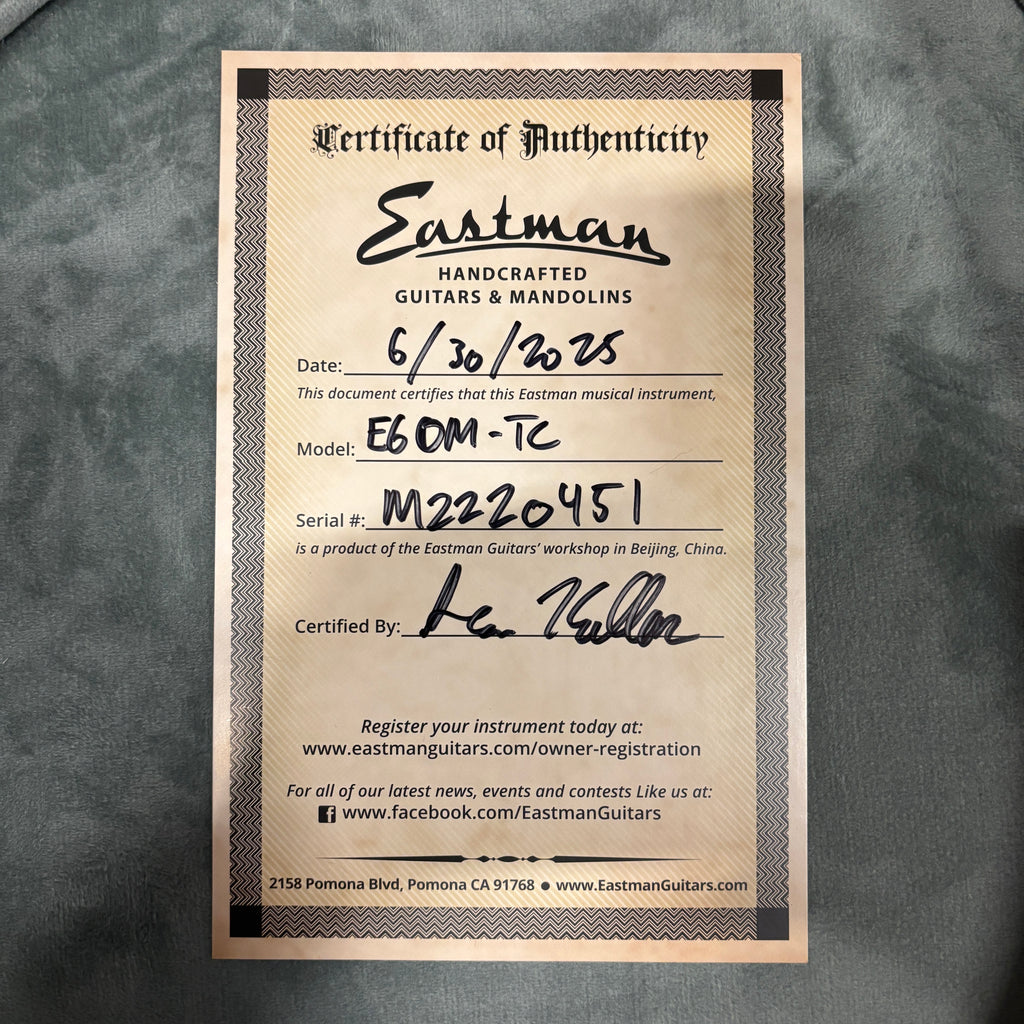 Certificate of Authenticity
Eastman
HANDCRAFTED
GUITARS & MANDOLINS
Date: 6/30/2025
This document certifies that this Eastman musical instrument,
Model: E6OM-TC
Serial #: M2220451
is a product of the Eastman Guitars' workshop in Beijing, China.
Certified By:
Register your instrument today at:
www.eastmanguitars.com/owner-registration
For all of our latest news, events and contests Like us at:
f www.facebook.com/EastmanGuitars
2158 Pomona Blvd, Pomona CA 91768 ● www.EastmanGuitars.com